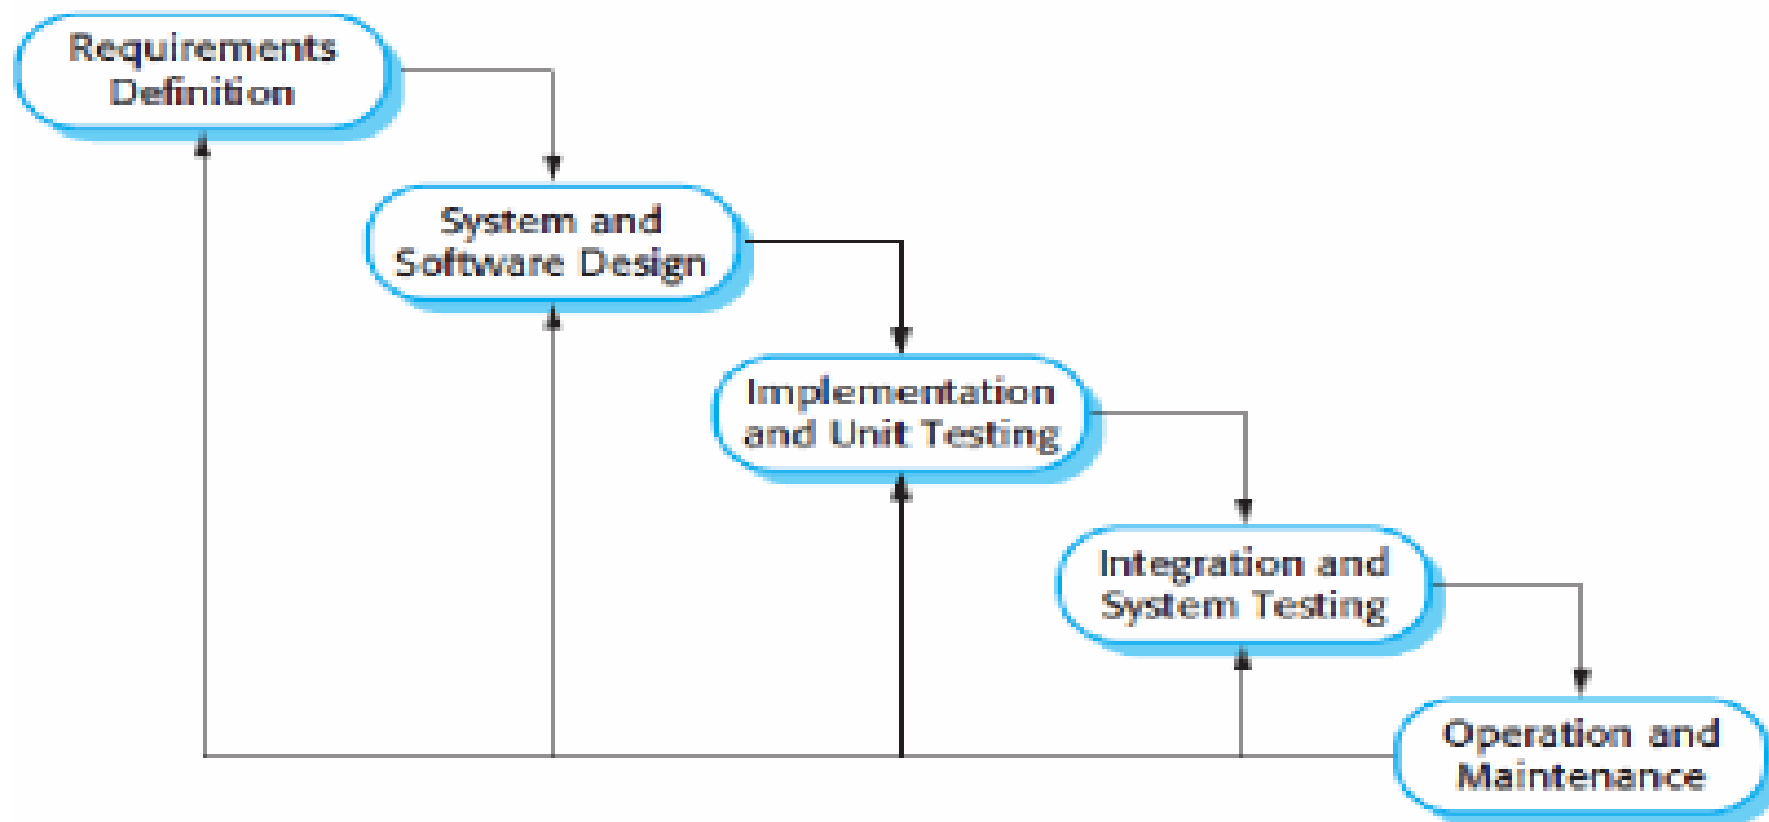 Requirements
Definition
System and
Software Design
Implementation
and Unit Testing
Integration and
System Testing
Operation and
Maintenance